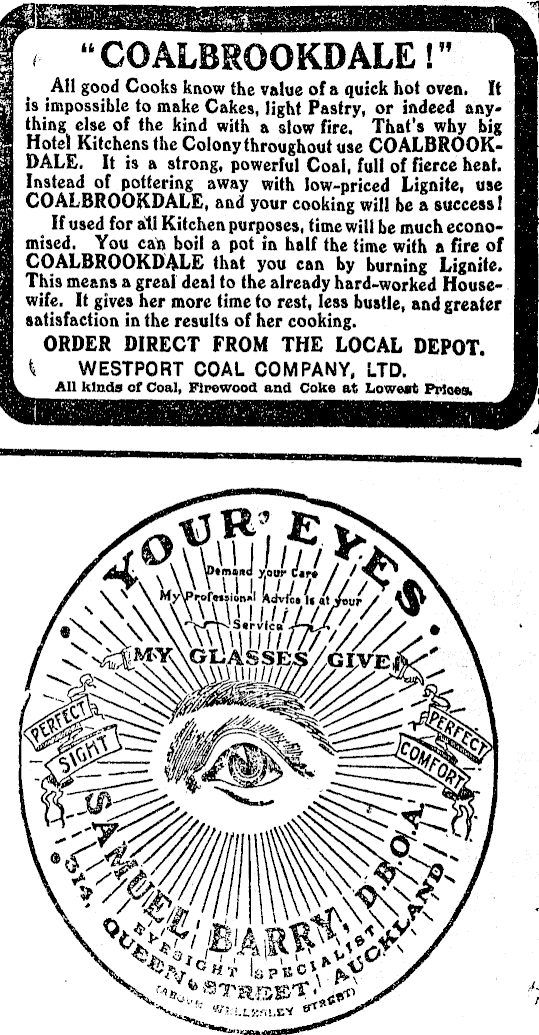 "COALBROOKDALE!"
All good Cooks know the value of a quick hot oven. It
is impossible to make Cakes, light Pastry, or indeed any-
thing else of the kind with a slow fire. That's why big
Hotel Kitchens the Colony throughout use COALBROOK-
DALE. It is a strong, powerful Coal, full of fierce heat.
Instead of pottering away with low-priced Lignite, use
COALBROOKDALE, and your cooking will be a success!
If used for all Kitchen purposes, time will be much econo-
mised. You can boil a pot in half the time with a fire of
COALBROOKDALE that you can by burning Lignite.
This means a great deal to the already hard-worked House-
wife. It gives her more time to rest, less bustle, and greater
satisfaction in the results of her cooking.
ORDER DIRECT FROM THE LOCAL DEPOT.
WESTPORT COAL COMPANY, LTD.
All kinds of Coal, Firewood and Coke at Lowest Prices.
YOUR EYES
Demand your Care
My Professional Advice is at your
Service
MY GLASSES GIVE
PERFECT
SIGHT
PERFECT
COMFORT
SAMUEL BARRY, D.B.O.A.
EYESIGHT SPECIALIST
314, QUEEN STREET, AUCKLAND
(ABOVE WELLESLEY STREET)